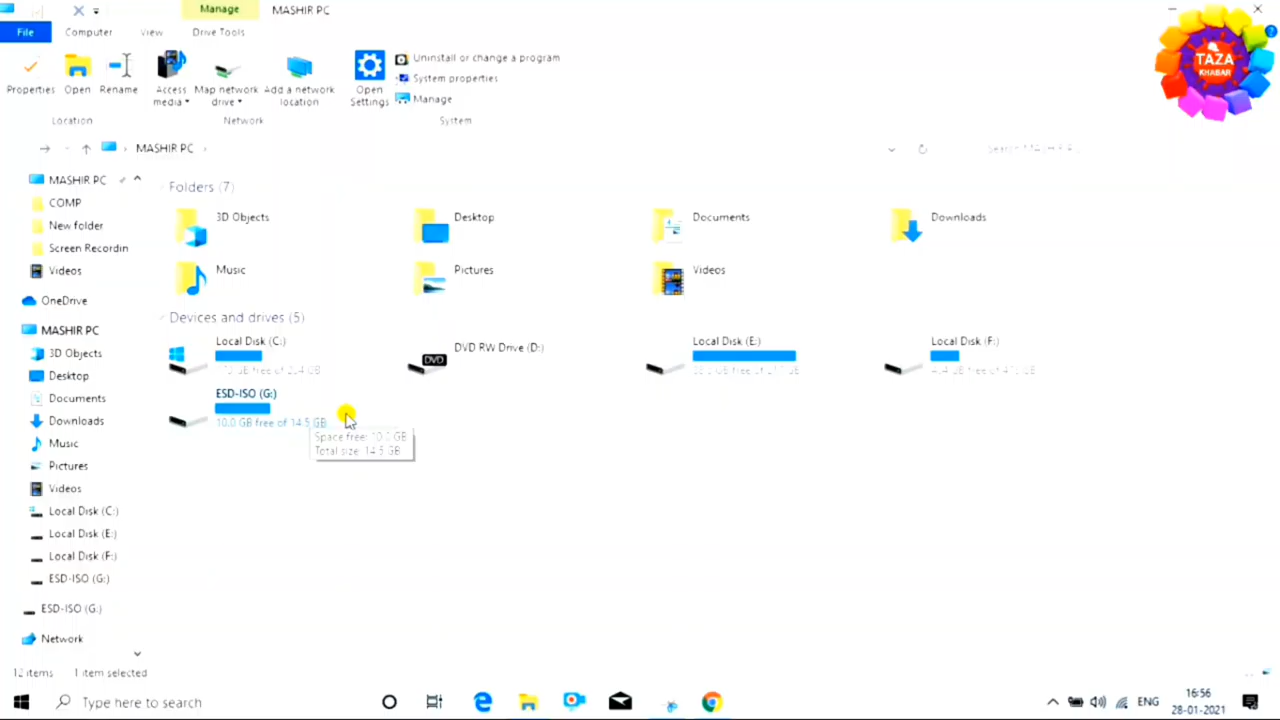 Manage
MASHIR PC
File
Computer
View
Drive Tools
TAZA
KHABAR
Properties
Open
Rename
Access
media
Map network
drive
Add a network
location
Open
Settings
Uninstall or change a program
System properties
Manage
Location
Network
System
MASHIR PC
MASHIR PC
COMP
New folder
Screen Recordin
Videos
OneDrive
MASHIR PC
3D Objects
Desktop
Documents
Downloads
Music
Pictures
Videos
Local Disk (C:)
Local Disk (E:)
Local Disk (F:)
ESD-ISO (G:)
ESD-ISO (G:)
Network
Folders (7)
3D Objects
Desktop
Documents
Downloads
Music
Pictures
Videos
Devices and drives (5)
Local Disk (C:)
DVD RW Drive (D:)
DVD
Local Disk (E:)
Local Disk (F:)
ESD-ISO (G:)
10.0 GB free of 14.5 GB
Space free: 10.0 GB
Total size: 14.5 GB
12 items
1 item selected
Type here to search
ENG
16:56
28-01-2021